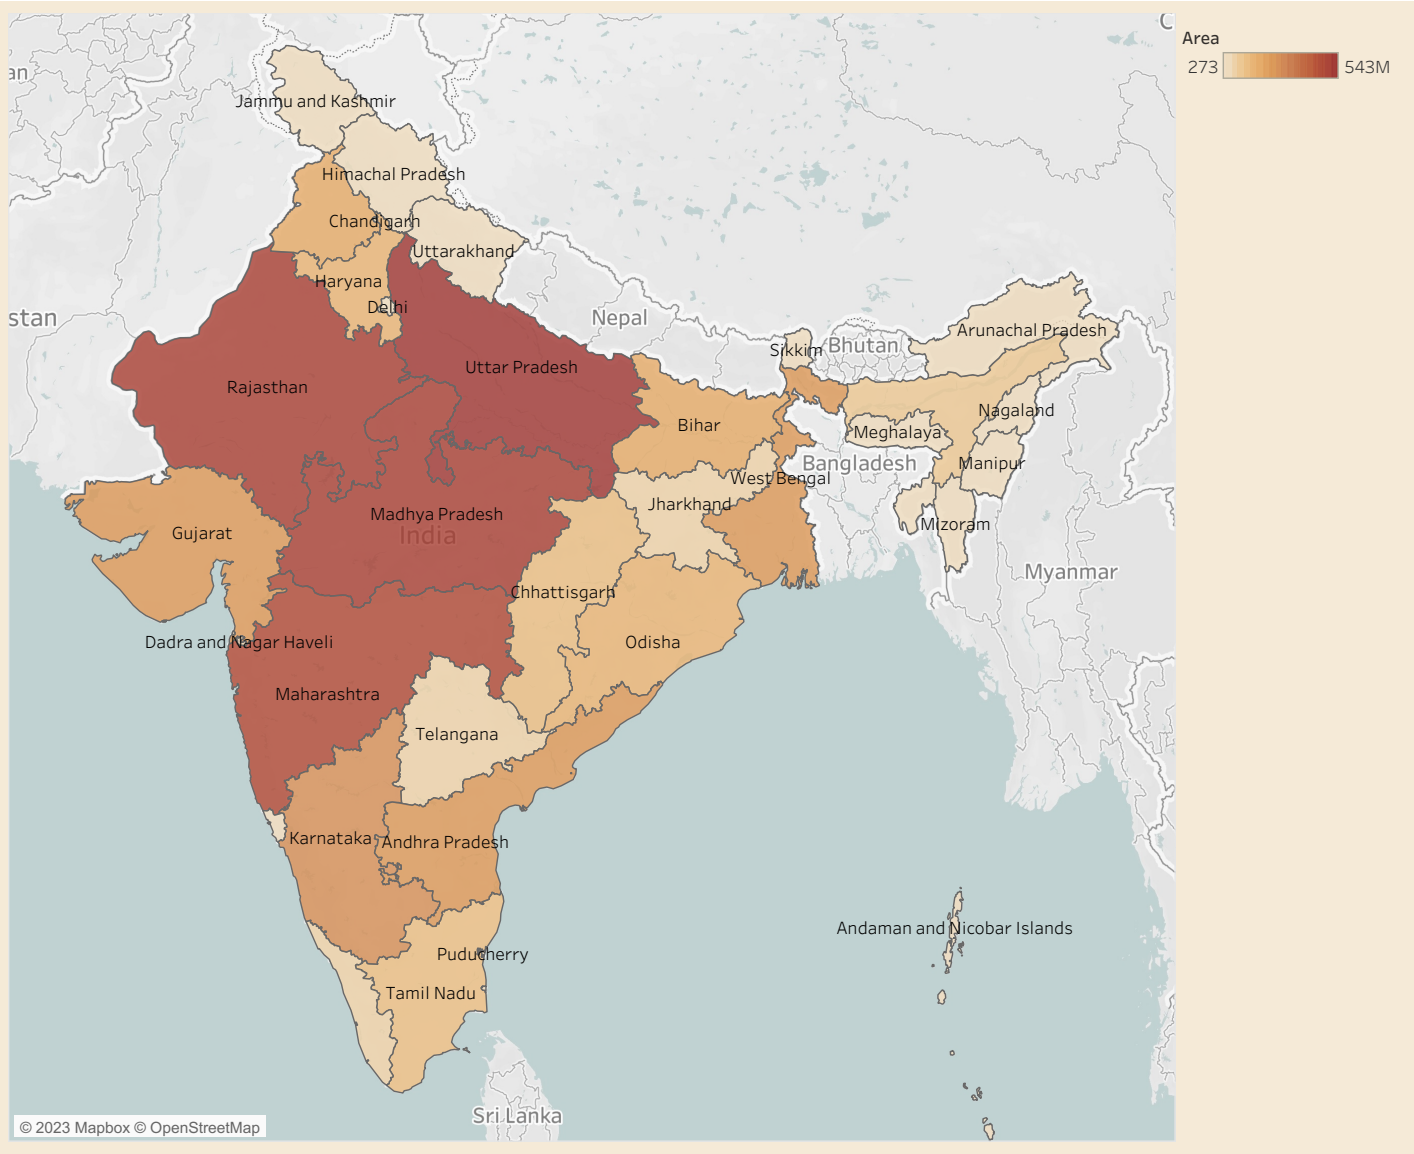 C
Area
273
543M
an
Jammu and Kashmir
Himachal Pradesh
Chandigarh
Uttarakhand
Haryana
Delhi
stan
Nepal
Sikkim
Bhutan
Arunachal Pradesh
Rajasthan
Uttar Pradesh
Bihar
Nagaland
Meghalaya
Bangladesh
Manipur
West Bengal
Jharkhand
Madhya Pradesh
India
Gujarat
Mizoram
Myanmar
Chhattisgarh
Dadra and Nagar Haveli
Odisha
Maharashtra
Telangana
Karnataka
Andhra Pradesh
Andaman and Nicobar Islands
Puducherry
Tamil Nadu
Sri Lanka
© 2023 Mapbox © OpenStreetMap